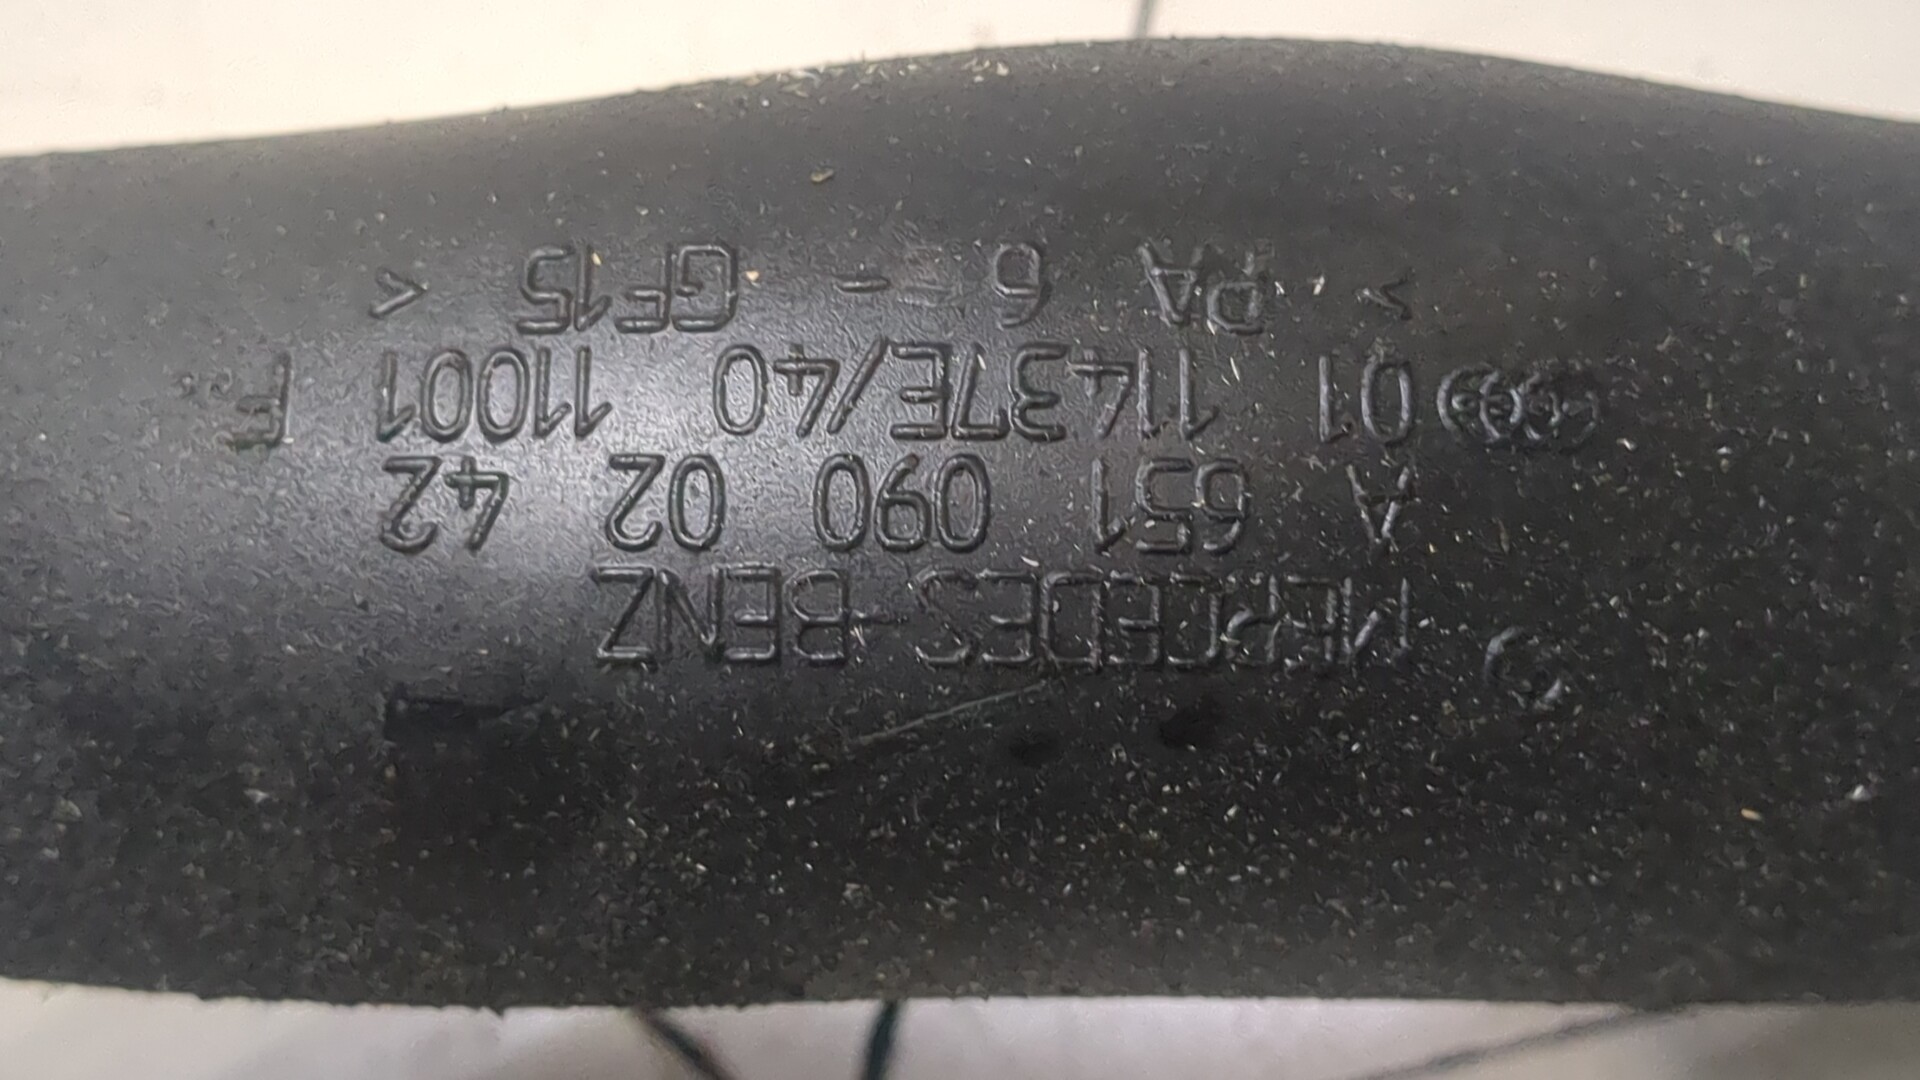 MERCEDES-BENZ
A 651 090 02 42
01 11437E/40 11001 F
> PA 6 - GF15 <